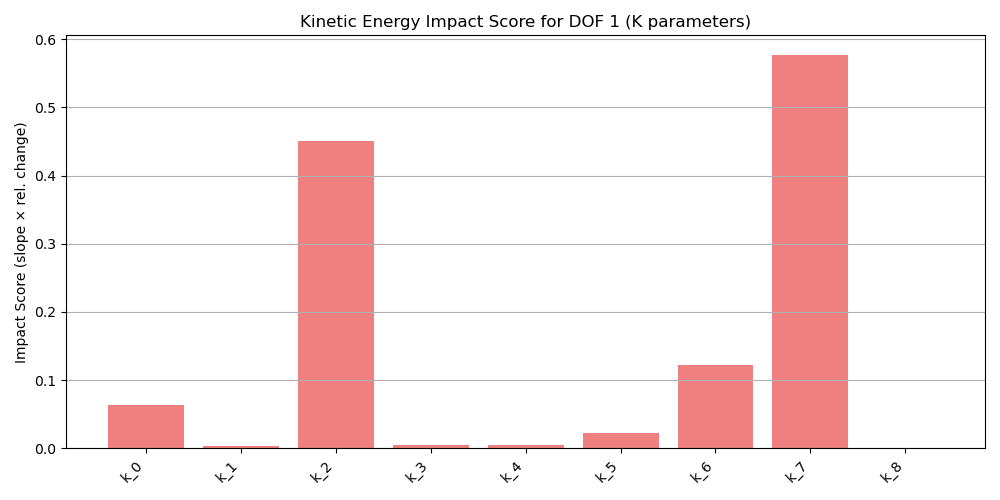 Kinetic Energy Impact Score for DOF 1 (K parameters)
Impact Score (slope × rel. change)
0.6
0.5
0.4
0.3
0.2
0.1
0.0
k_0
k_1
k_2
k_3
k_4
k_5
k_6
k_7
k_8